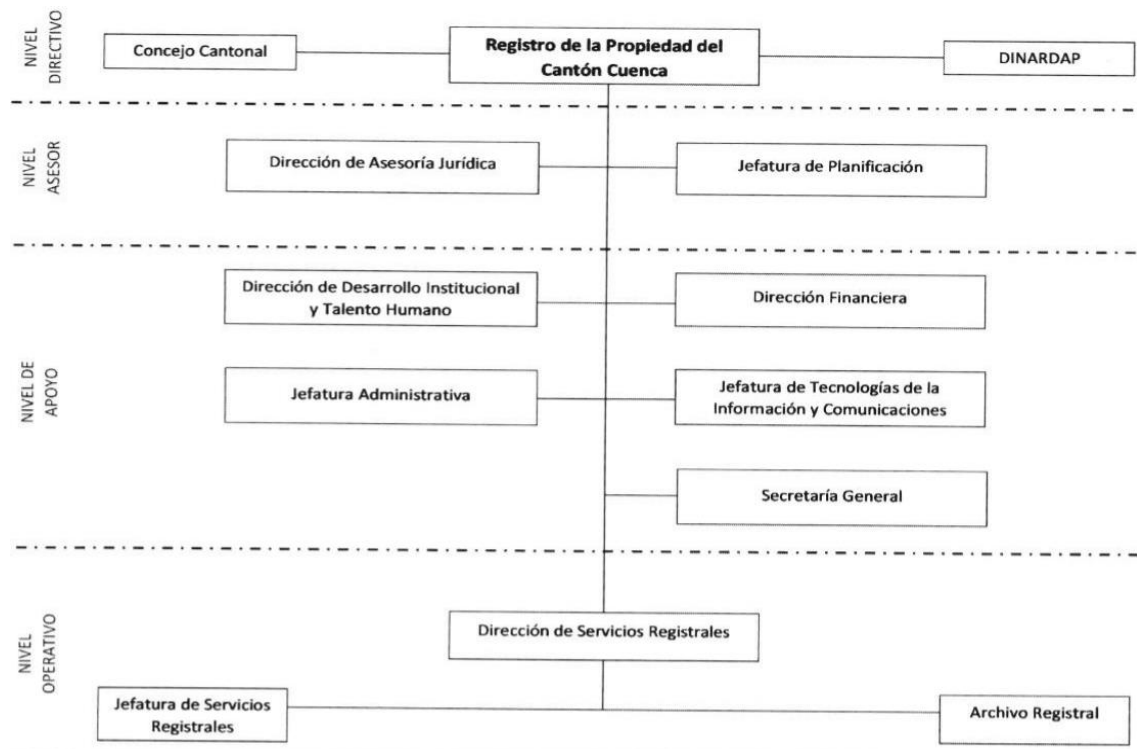 NIVEL
DIRECTIVO
Concejo Cantonal
Registro de la Propiedad del
Cantón Cuenca
DINARDAP
NIVEL
ASESOR
Dirección de Asesoría Jurídica
Jefatura de Planificación
NIVEL DE
APOYO
Dirección de Desarrollo Institucional
y Talento Humano
Dirección Financiera
Jefatura Administrativa
Jefatura de Tecnologías de la
Información y Comunicaciones
Secretaría General
NIVEL
OPERATIVO
Dirección de Servicios Registrales
Jefatura de Servicios
Registrales
Archivo Registral